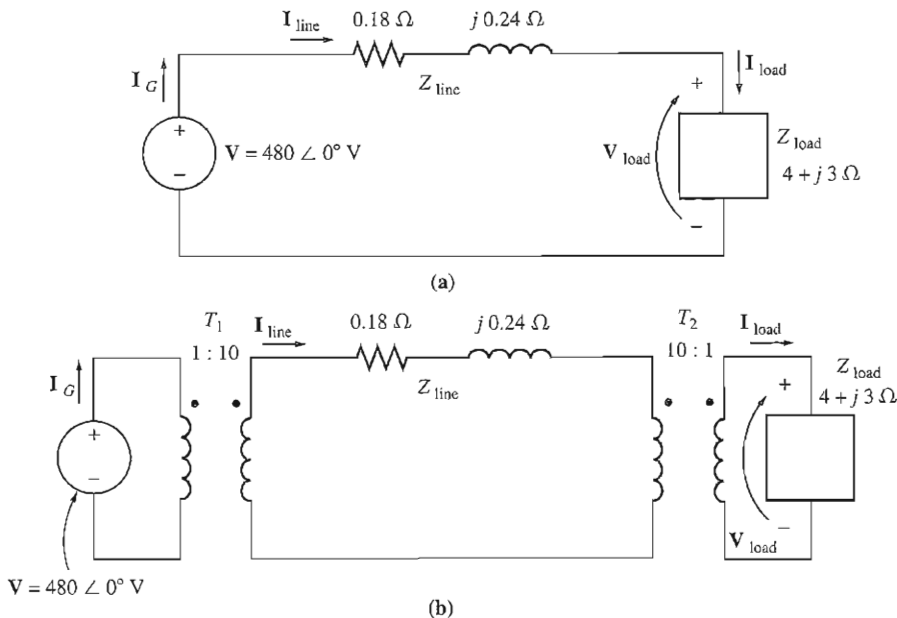 I line
0.18 Ω
j 0.24 Ω
I G
Z line
I load
+
+
V = 480 ∠ 0° V
V load
Z load
4 + j 3 Ω
−
−
(a)
T1
1 : 10
I line
0.18 Ω
j 0.24 Ω
T2
10 : 1
I load
I G
Z line
+
Z load
4 + j 3 Ω
+
−
−
V load
V = 480 ∠ 0° V
(b)